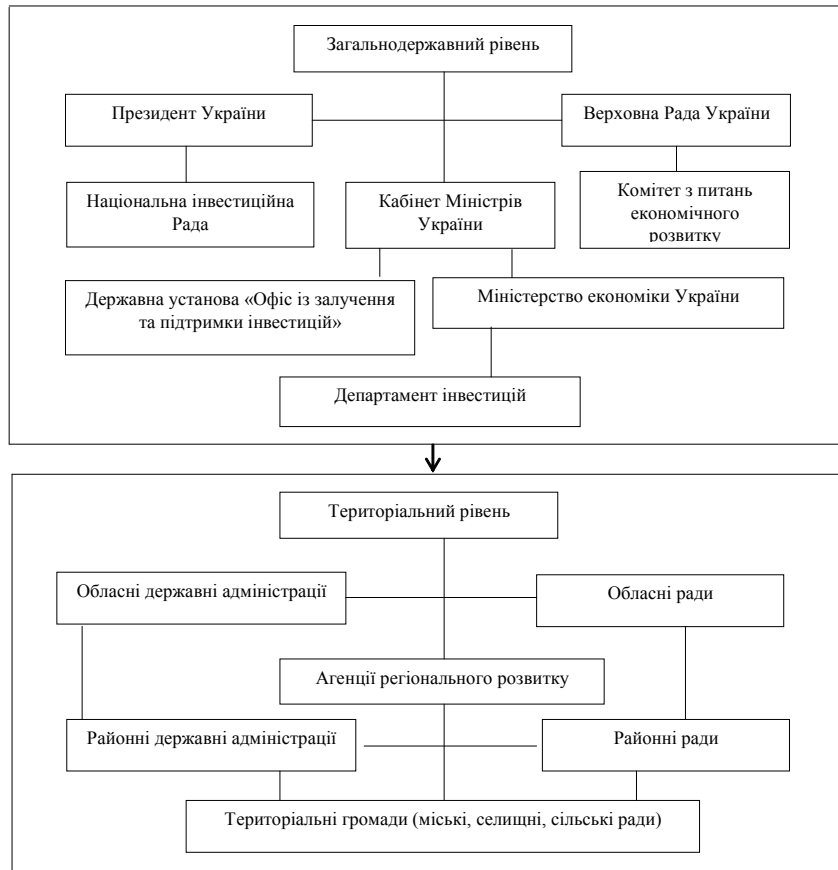 Загальнодержавний рівень
Президент України
Верховна Рада України
Національна інвестиційна
Рада
Кабінет Міністрів
України
Комітет з питань
економічного
розвитку
Державна установа «Офіс із залучення
та підтримки інвестицій»
Міністерство економіки України
Департамент інвестицій
Територіальний рівень
Обласні державні адміністрації
Обласні ради
Агенції регіонального розвитку
Районні державні адміністрації
Районні ради
Територіальні громади (міські, селищні, сільські ради)